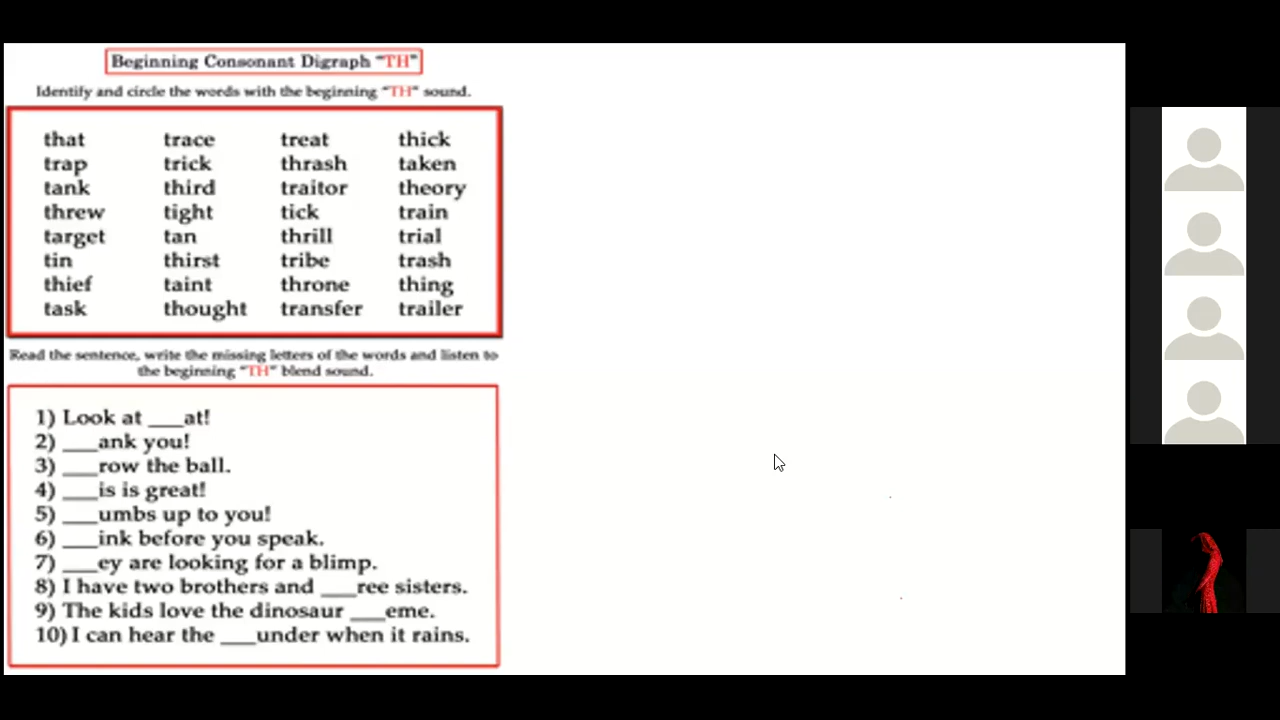 Beginning Consonant Digraph "TH"
Identify and circle the words with the beginning "TH" sound.
that trace treat thick
trap trick thrash taken
tank third traitor theory
threw tight tick train
target tan thrill trial
tin thirst tribe trash
thief taint throne thing
task thought transfer trailer
Read the sentence, write the missing letters of the words and listen to
the beginning "TH" blend sound.
1) Look at ___at!
2) ___ank you!
3) ___row the ball.
4) ___is is great!
5) ___umbs up to you!
6) ___ink before you speak.
7) ___ey are looking for a blimp.
8) I have two brothers and ___ree sisters.
9) The kids love the dinosaur ___eme.
10) I can hear the ___under when it rains.